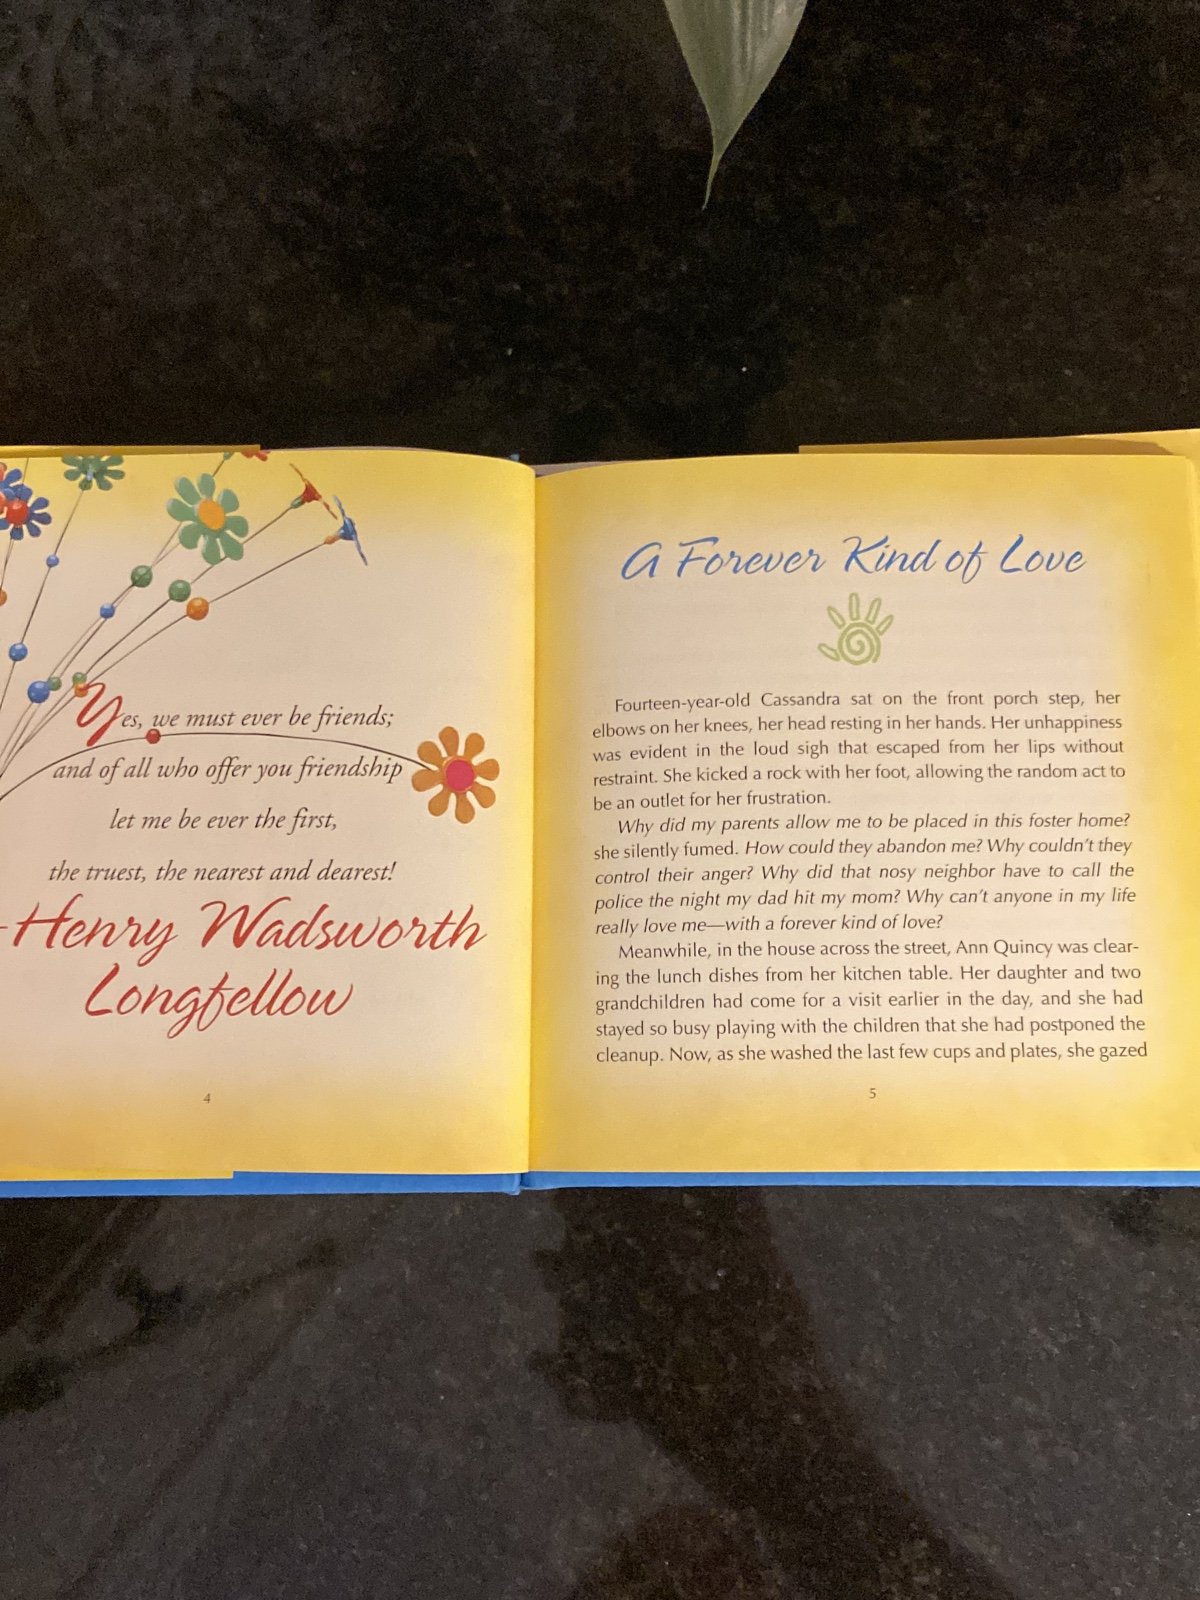 Yes, we must ever be friends;
and of all who offer you friendship
let me be ever the first,
the truest, the nearest and dearest!
-Henry Wadsworth
Longfellow
4
A Forever Kind of Love
Fourteen-year-old Cassandra sat on the front porch step, her
elbows on her knees, her head resting in her hands. Her unhappiness
was evident in the loud sigh that escaped from her lips without
restraint. She kicked a rock with her foot, allowing the random act to
be an outlet for her frustration.
Why did my parents allow me to be placed in this foster home?
she silently fumed. How could they abandon me? Why couldn't they
control their anger? Why did that nosy neighbor have to call the
police the night my dad hit my mom? Why can't anyone in my life
really love me—with a forever kind of love?
Meanwhile, in the house across the street, Ann Quincy was clear-
ing the lunch dishes from her kitchen table. Her daughter and two
grandchildren had come for a visit earlier in the day, and she had
stayed so busy playing with the children that she had postponed the
cleanup. Now, as she washed the last few cups and plates, she gazed
5